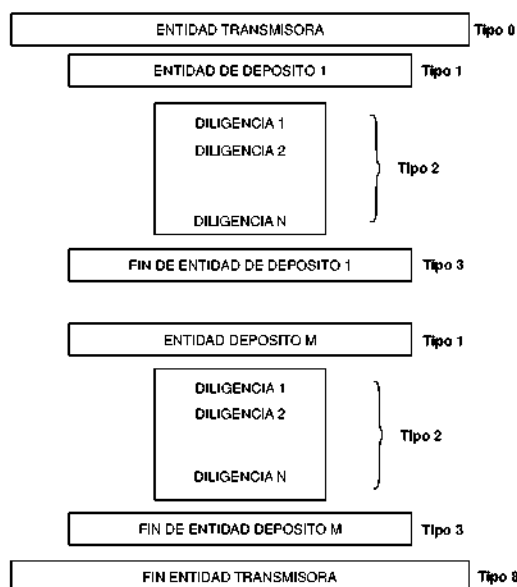 ENTIDAD TRANSMISORA Tipo 0
ENTIDAD DE DEPOSITO 1 Tipo 1
DILIGENCIA 1
DILIGENCIA 2
Tipo 2
DILIGENCIA N
FIN DE ENTIDAD DE DEPOSITO 1 Tipo 3
ENTIDAD DEPOSITO M Tipo 1
DILIGENCIA 1
DILIGENCIA 2
Tipo 2
DILIGENCIA N
FIN DE ENTIDAD DEPOSITO M Tipo 3
FIN ENTIDAD TRANSMISORA Tipo